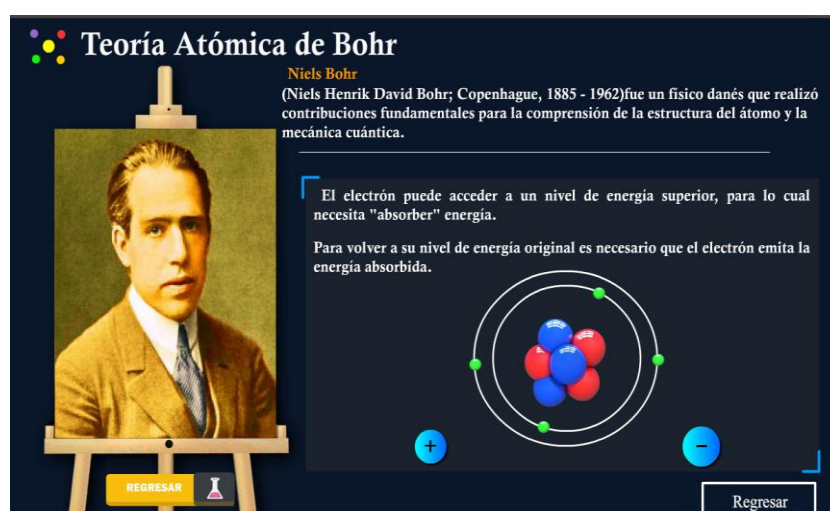 Teoría Atómica de Bohr
Niels Bohr
(Niels Henrik David Bohr; Copenhague, 1885 - 1962)fue un físico danés que realizó
contribuciones fundamentales para la comprensión de la estructura del átomo y la
mecánica cuántica.
El electrón puede acceder a un nivel de energía superior, para lo cual
necesita "absorber" energía.
Para volver a su nivel de energía original es necesario que el electrón emita la
energía absorbida.
+
−
REGRESAR
Regresar